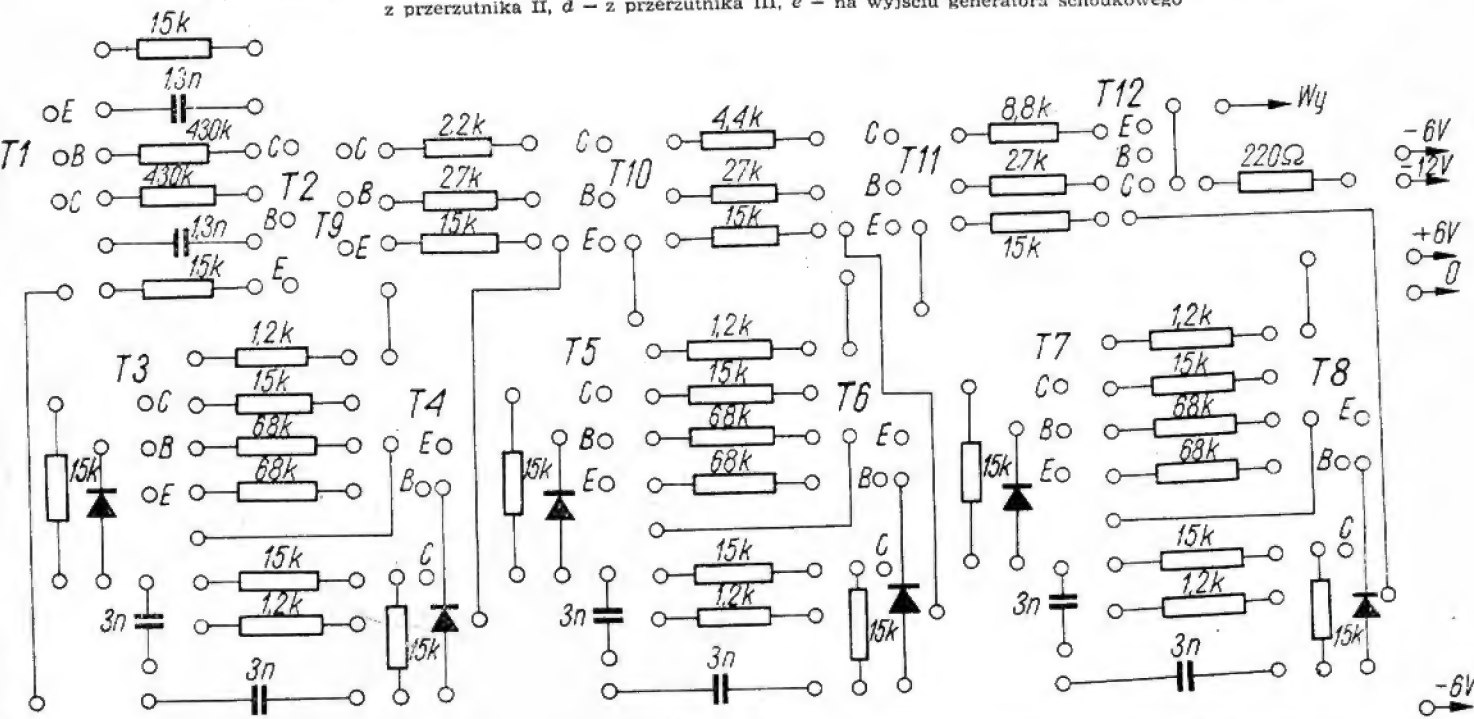 z przerzutnika II, d — z przerzutnika III, e — na wyjściu generatora schodkowego
15k
1,3n
E
T1
B
430k
C
430k
C
T2
B
1,3n
15k
E
C
2,2k
B
27k
T9
E
15k
C
T10
B
E
4,4k
27k
15k
C
T11
B
E
8,8k
27k
15k
T12
E
B
C
Wy
220Ω
-6V
-12V
+6V
0
T3
C
B
E
1,2k
15k
68k
68k
T4
E
B
C
15k
15k
1,2k
3n
3n
15k
T5
C
B
E
1,2k
15k
68k
68k
T6
E
B
C
15k
15k
1,2k
3n
3n
15k
T7
C
B
E
1,2k
15k
68k
68k
T8
E
B
C
15k
15k
1,2k
3n
3n
15k
-6V